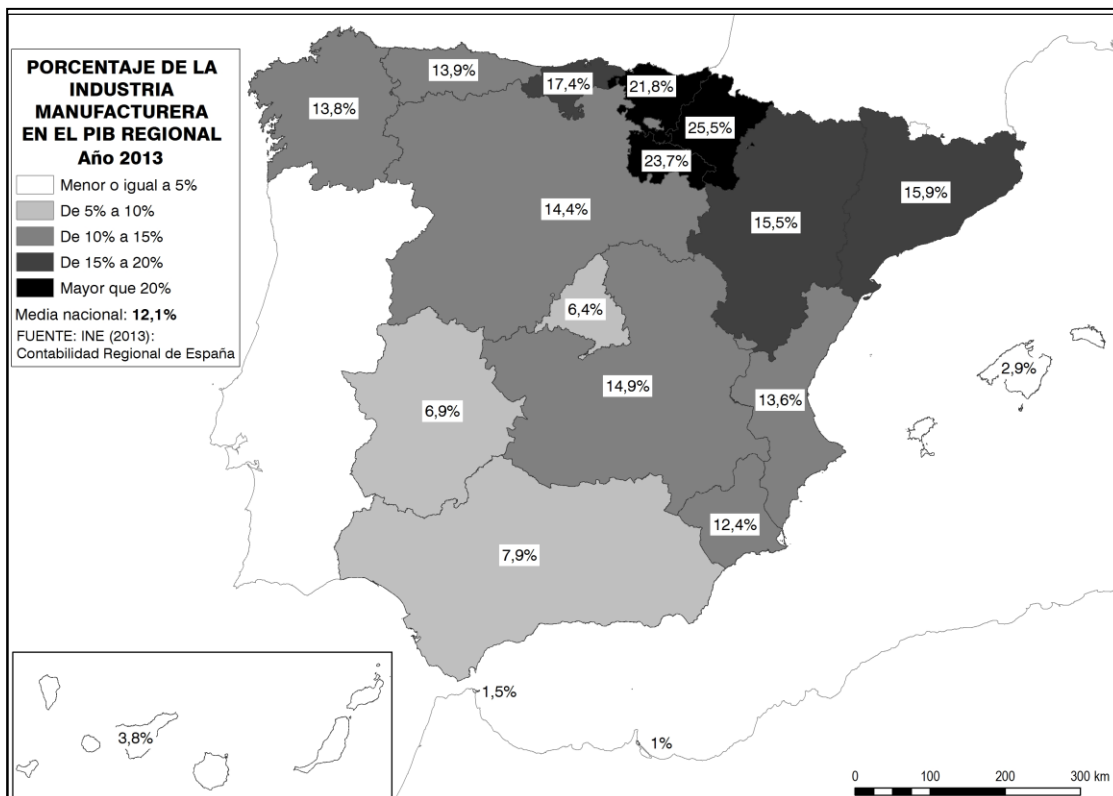 PORCENTAJE DE LA
INDUSTRIA
MANUFACTURERA
EN EL PIB REGIONAL
Año 2013
Menor o igual a 5%
De 5% a 10%
De 10% a 15%
De 15% a 20%
Mayor que 20%
Media nacional: 12,1%
FUENTE: INE (2013):
Contabilidad Regional de España
13,8%
13,9%
17,4%
21,8%
25,5%
23,7%
14,4%
15,5%
15,9%
6,4%
14,9%
13,6%
2,9%
6,9%
12,4%
7,9%
1,5%
1%
3,8%
0 100 200 300 km